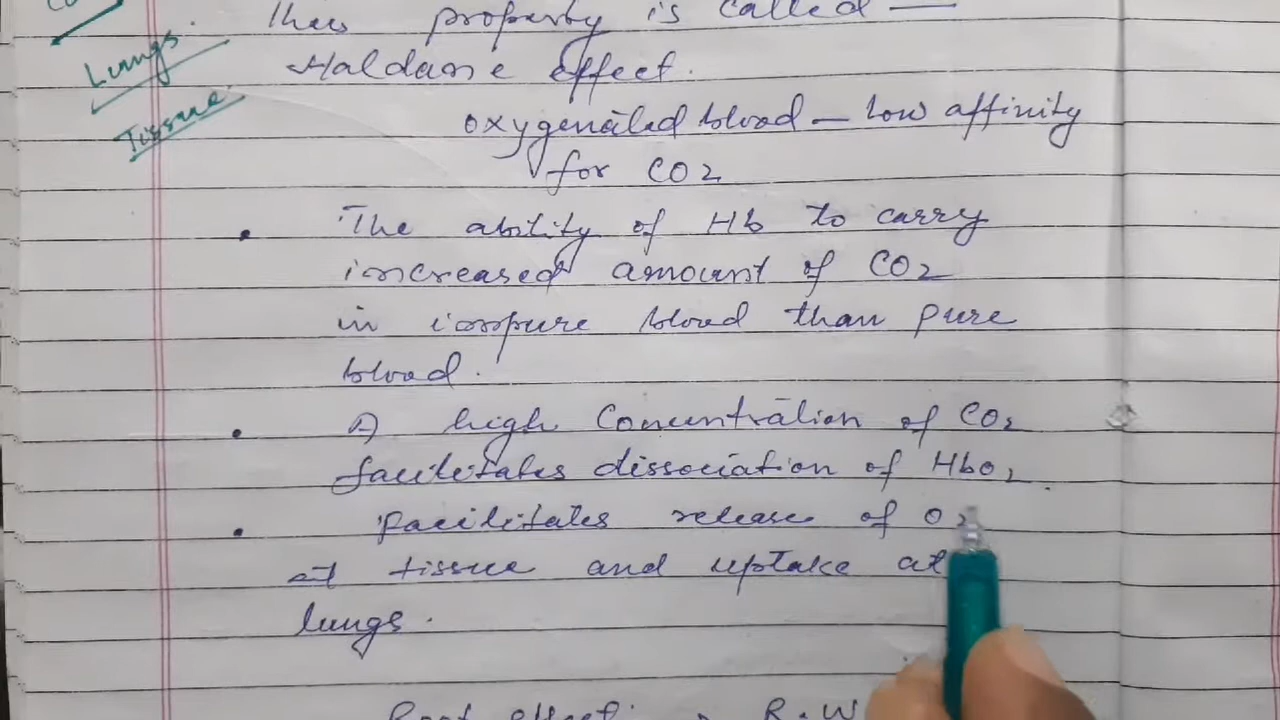 This property is called —
Haldane effect.
Lungs
Tissue
oxygenated blood — Low affinity
for CO2
• The ability of Hb to carry
increased amount of CO2
in impure blood than pure
blood.
• A high Concentration of CO2
facilitates dissociation of HbO2.
• Facilitates release of O2
at tissue and uptake at
lungs.
Root effect